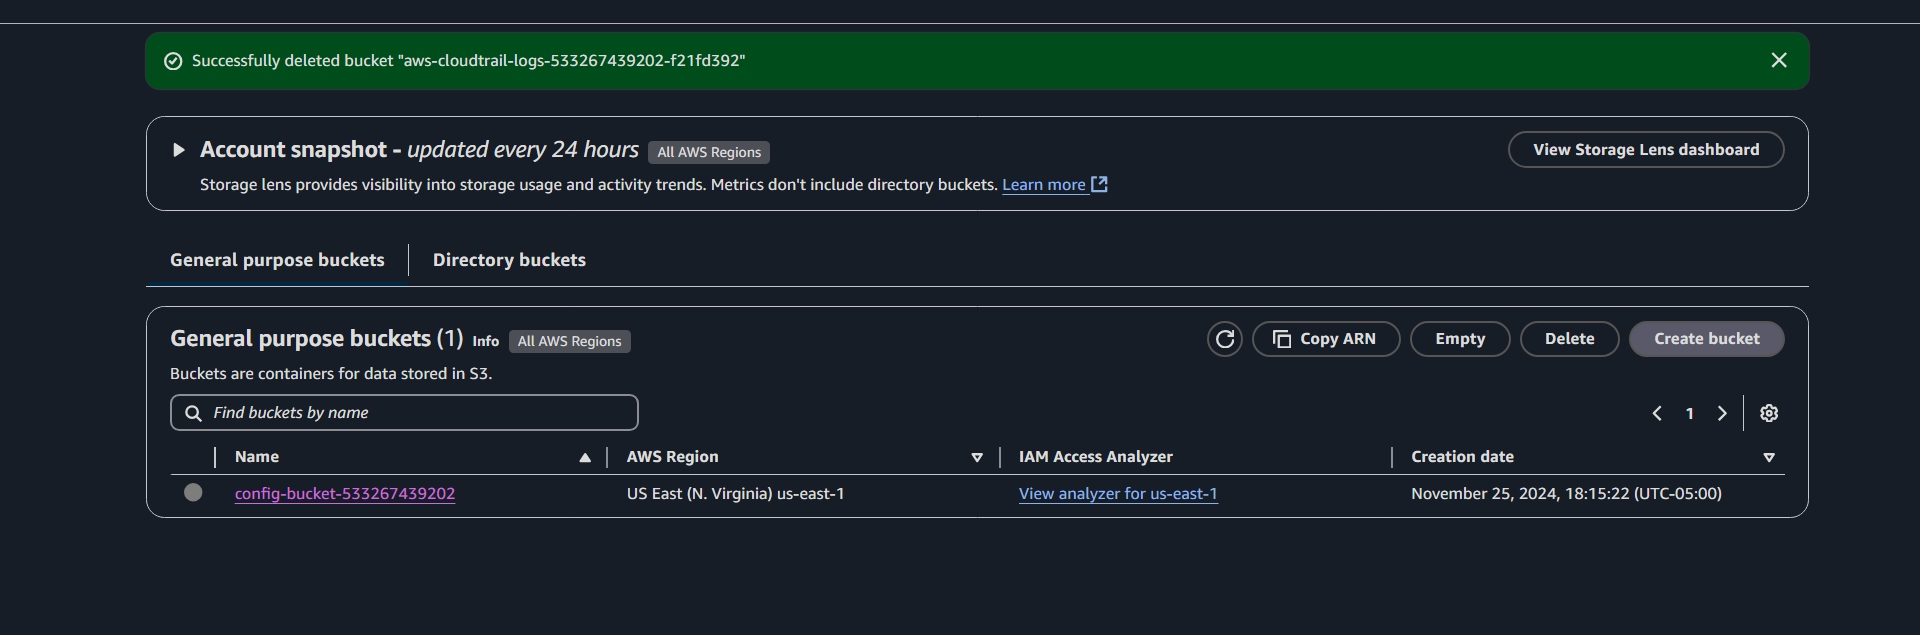 Successfully deleted bucket "aws-cloudtrail-logs-533267439202-f21fd392"
Account snapshot - updated every 24 hours All AWS Regions View Storage Lens dashboard
Storage lens provides visibility into storage usage and activity trends. Metrics don't include directory buckets. Learn more
General purpose buckets Directory buckets
General purpose buckets (1) Info All AWS Regions Copy ARN Empty Delete Create bucket
Buckets are containers for data stored in S3.
Find buckets by name 1
Name AWS Region IAM Access Analyzer Creation date
config-bucket-533267439202 US East (N. Virginia) us-east-1 View analyzer for us-east-1 November 25, 2024, 18:15:22 (UTC-05:00)